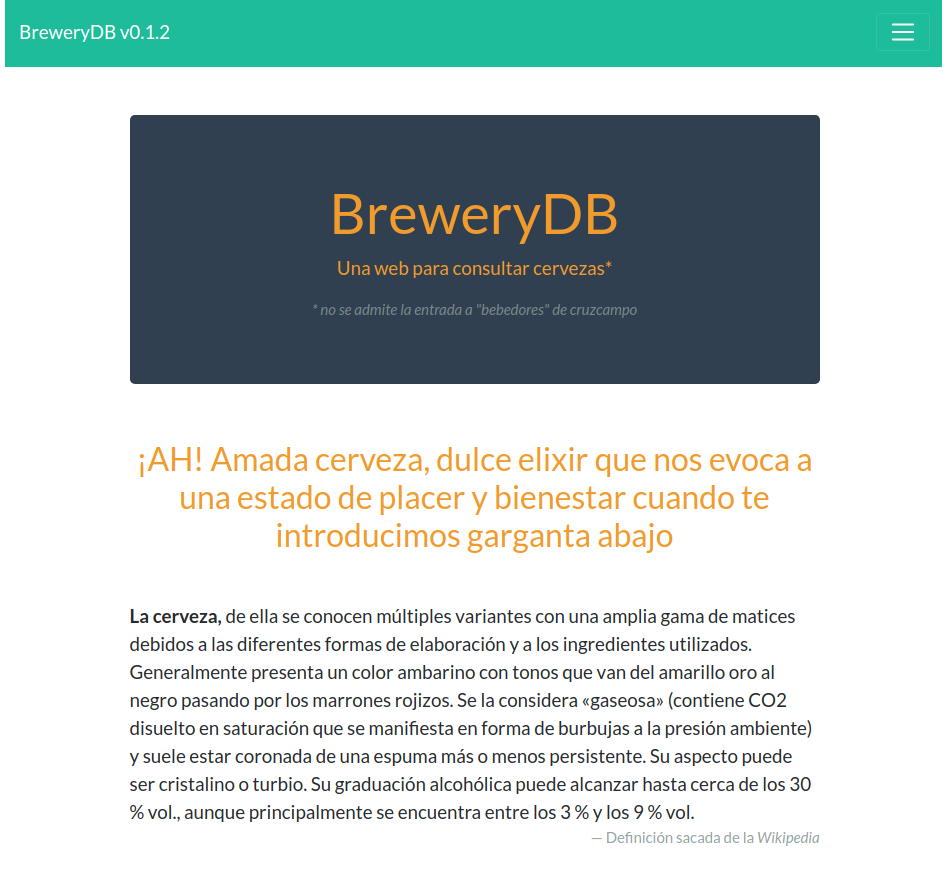 BreweryDB v0.1.2
BreweryDB
Una web para consultar cervezas*
* no se admite la entrada a "bebedores" de cruzcampo
¡AH! Amada cerveza, dulce elixir que nos evoca a
una estado de placer y bienestar cuando te
introducimos garganta abajo
La cerveza, de ella se conocen múltiples variantes con una amplia gama de matices
debidos a las diferentes formas de elaboración y a los ingredientes utilizados.
Generalmente presenta un color ambarino con tonos que van del amarillo oro al
negro pasando por los marrones rojizos. Se la considera «gaseosa» (contiene CO2
disuelto en saturación que se manifiesta en forma de burbujas a la presión ambiente)
y suele estar coronada de una espuma más o menos persistente. Su aspecto puede
ser cristalino o turbio. Su graduación alcohólica puede alcanzar hasta cerca de los 30
% vol., aunque principalmente se encuentra entre los 3 % y los 9 % vol.
— Definición sacada de la Wikipedia